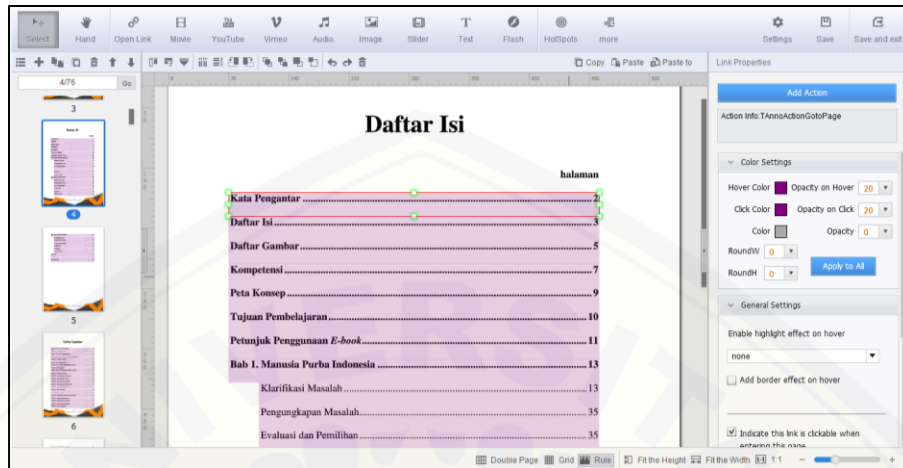 Select Hand Open Link Movie YouTube Vimeo Audio Image Slider Text Flash HotSpots more Settings Save Save and exit
Copy Paste Paste to Link Properties
4/76 Go
Add Action
Action Info:TAnnoActionGotoPage
3
Daftar Isi
halaman
Color Settings
Kata Pengantar 2
Hover Color Opacity on Hover 20
Daftar Isi 3
Click Color Opacity on Click 20
4
Color Opacity 0
Daftar Gambar 5
RoundW 0
Apply to All
Kompetensi 7
RoundH 0
Peta Konsep 9
General Settings
Tujuan Pembelajaran 10
5
Enable highlight effect on hover
Petunjuk Penggunaan E-book 11
none
Bab 1. Manusia Purba Indonesia 13
Add border effect on hover
Klarifikasi Masalah 13
Pengungkapan Masalah 35
6
Indicate this link is clickable when
Evaluasi dan Pemilihan 35
entering this page
Double Page Grid Rule Fit the Height Fit the Width 1:1